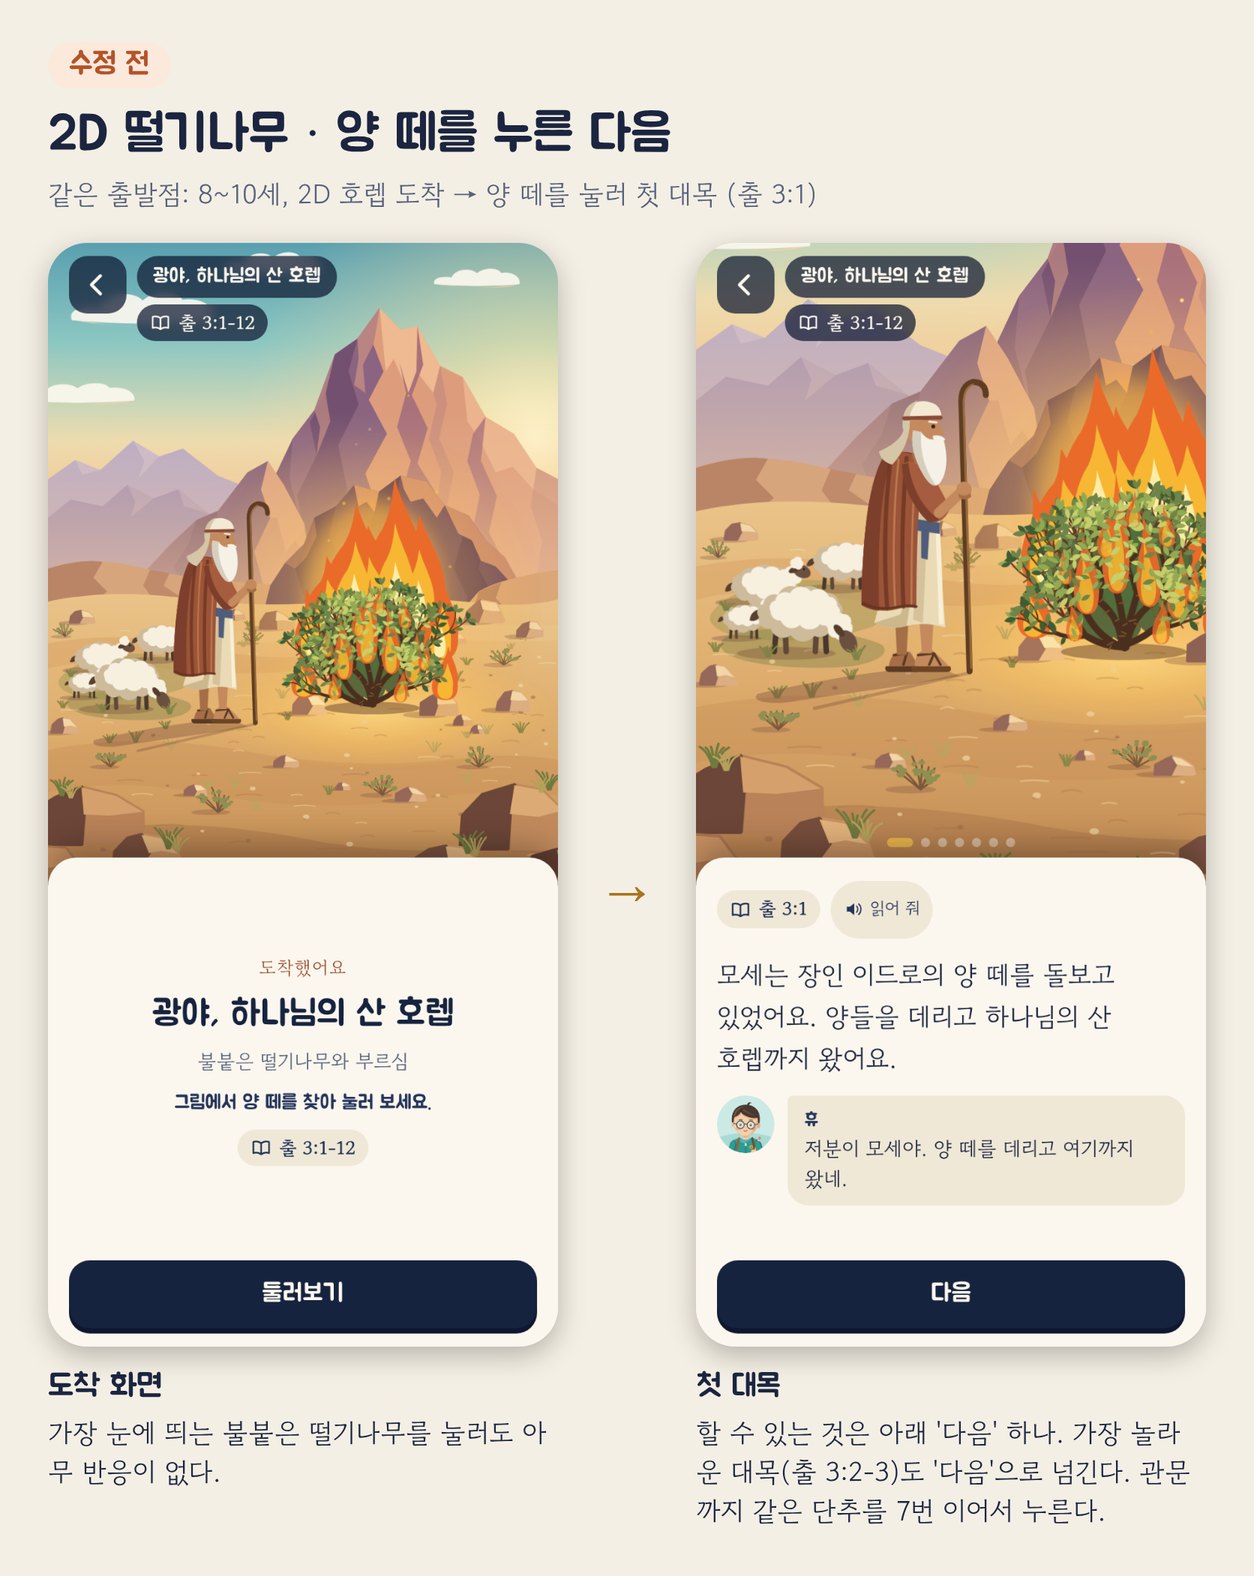 수정 전
2D 떨기나무 · 양 떼를 누른 다음
같은 출발점: 8~10세, 2D 호렙 도착 → 양 떼를 눌러 첫 대목 (출 3:1)
광야, 하나님의 산 호렙
출 3:1-12
도착했어요
광야, 하나님의 산 호렙
불붙은 떨기나무와 부르심
그림에서 양 떼를 찾아 눌러 보세요.
출 3:1-12
둘러보기
도착 화면
가장 눈에 띄는 불붙은 떨기나무를 눌러도 아
무 반응이 없다.
→
광야, 하나님의 산 호렙
출 3:1-12
출 3:1
읽어 줘
모세는 장인 이드로의 양 떼를 돌보고
있었어요. 양들을 데리고 하나님의 산
호렙까지 왔어요.
휴
저분이 모세야. 양 떼를 데리고 여기까지
왔네.
다음
첫 대목
할 수 있는 것은 아래 '다음' 하나. 가장 놀라
운 대목(출 3:2-3)도 '다음'으로 넘긴다. 관문
까지 같은 단추를 7번 이어서 누른다.